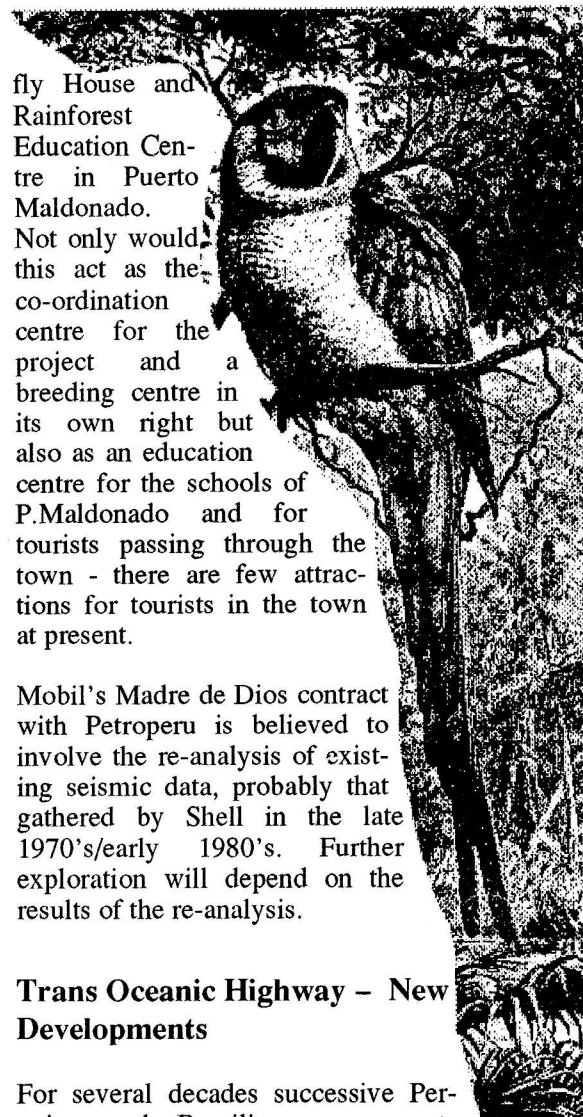 fly House and
Rainforest
Education Cen-
tre in Puerto
Maldonado.
Not only would
this act as the
co-ordination
centre for the
project and a
breeding centre in
its own right but
also as an education
centre for the schools of
P.Maldonado and for
tourists passing through the
town - there are few attrac-
tions for tourists in the town
at present.

Mobil's Madre de Dios contract
with Petroperu is believed to
involve the re-analysis of exist-
ing seismic data, probably that
gathered by Shell in the late
1970's/early 1980's. Further
exploration will depend on the
results of the re-analysis.

Trans Oceanic Highway – New
Developments

For several decades successive Per-